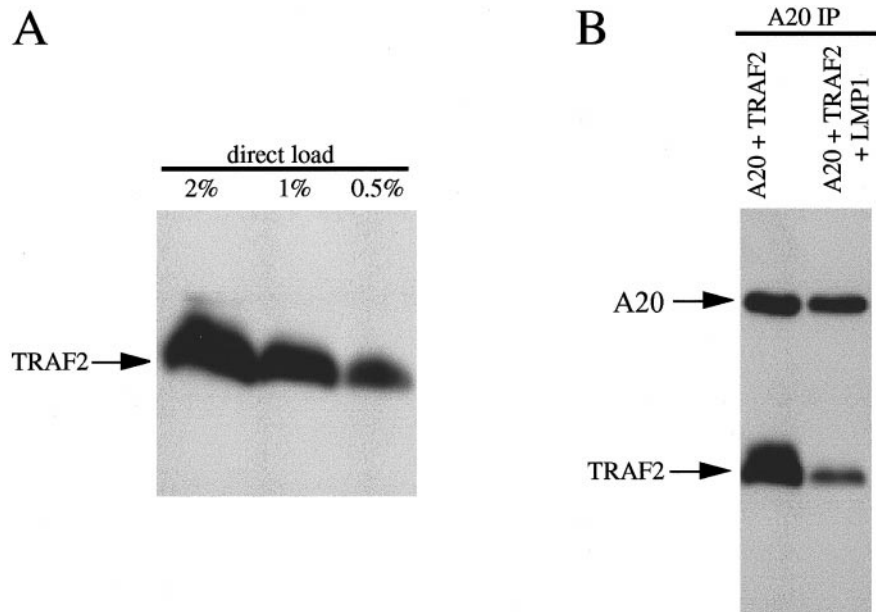 A
direct load
2% 1% 0.5%
TRAF2
B
A20 IP
A20 + TRAF2
A20 + TRAF2
+ LMP1
A20
TRAF2